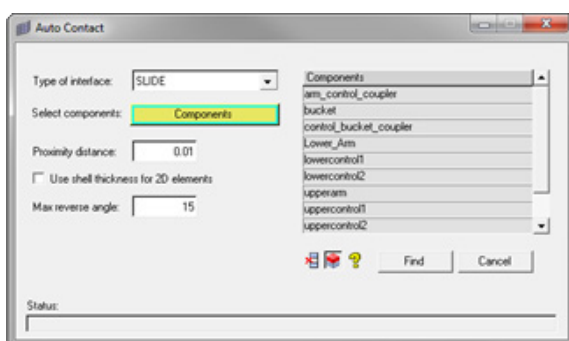 Auto Contact
Type of interface: SLIDE
Select components: Components
Proximity distance: 0.01
Use shell thickness for 2D elements
Max reverse angle: 15
Components
arm_control_coupler
bucket
control_bucket_coupler
Lower_Arm
lowercontrol1
lowercontrol2
upperarm
uppercontrol1
uppercontrol2
Find Cancel
Status: